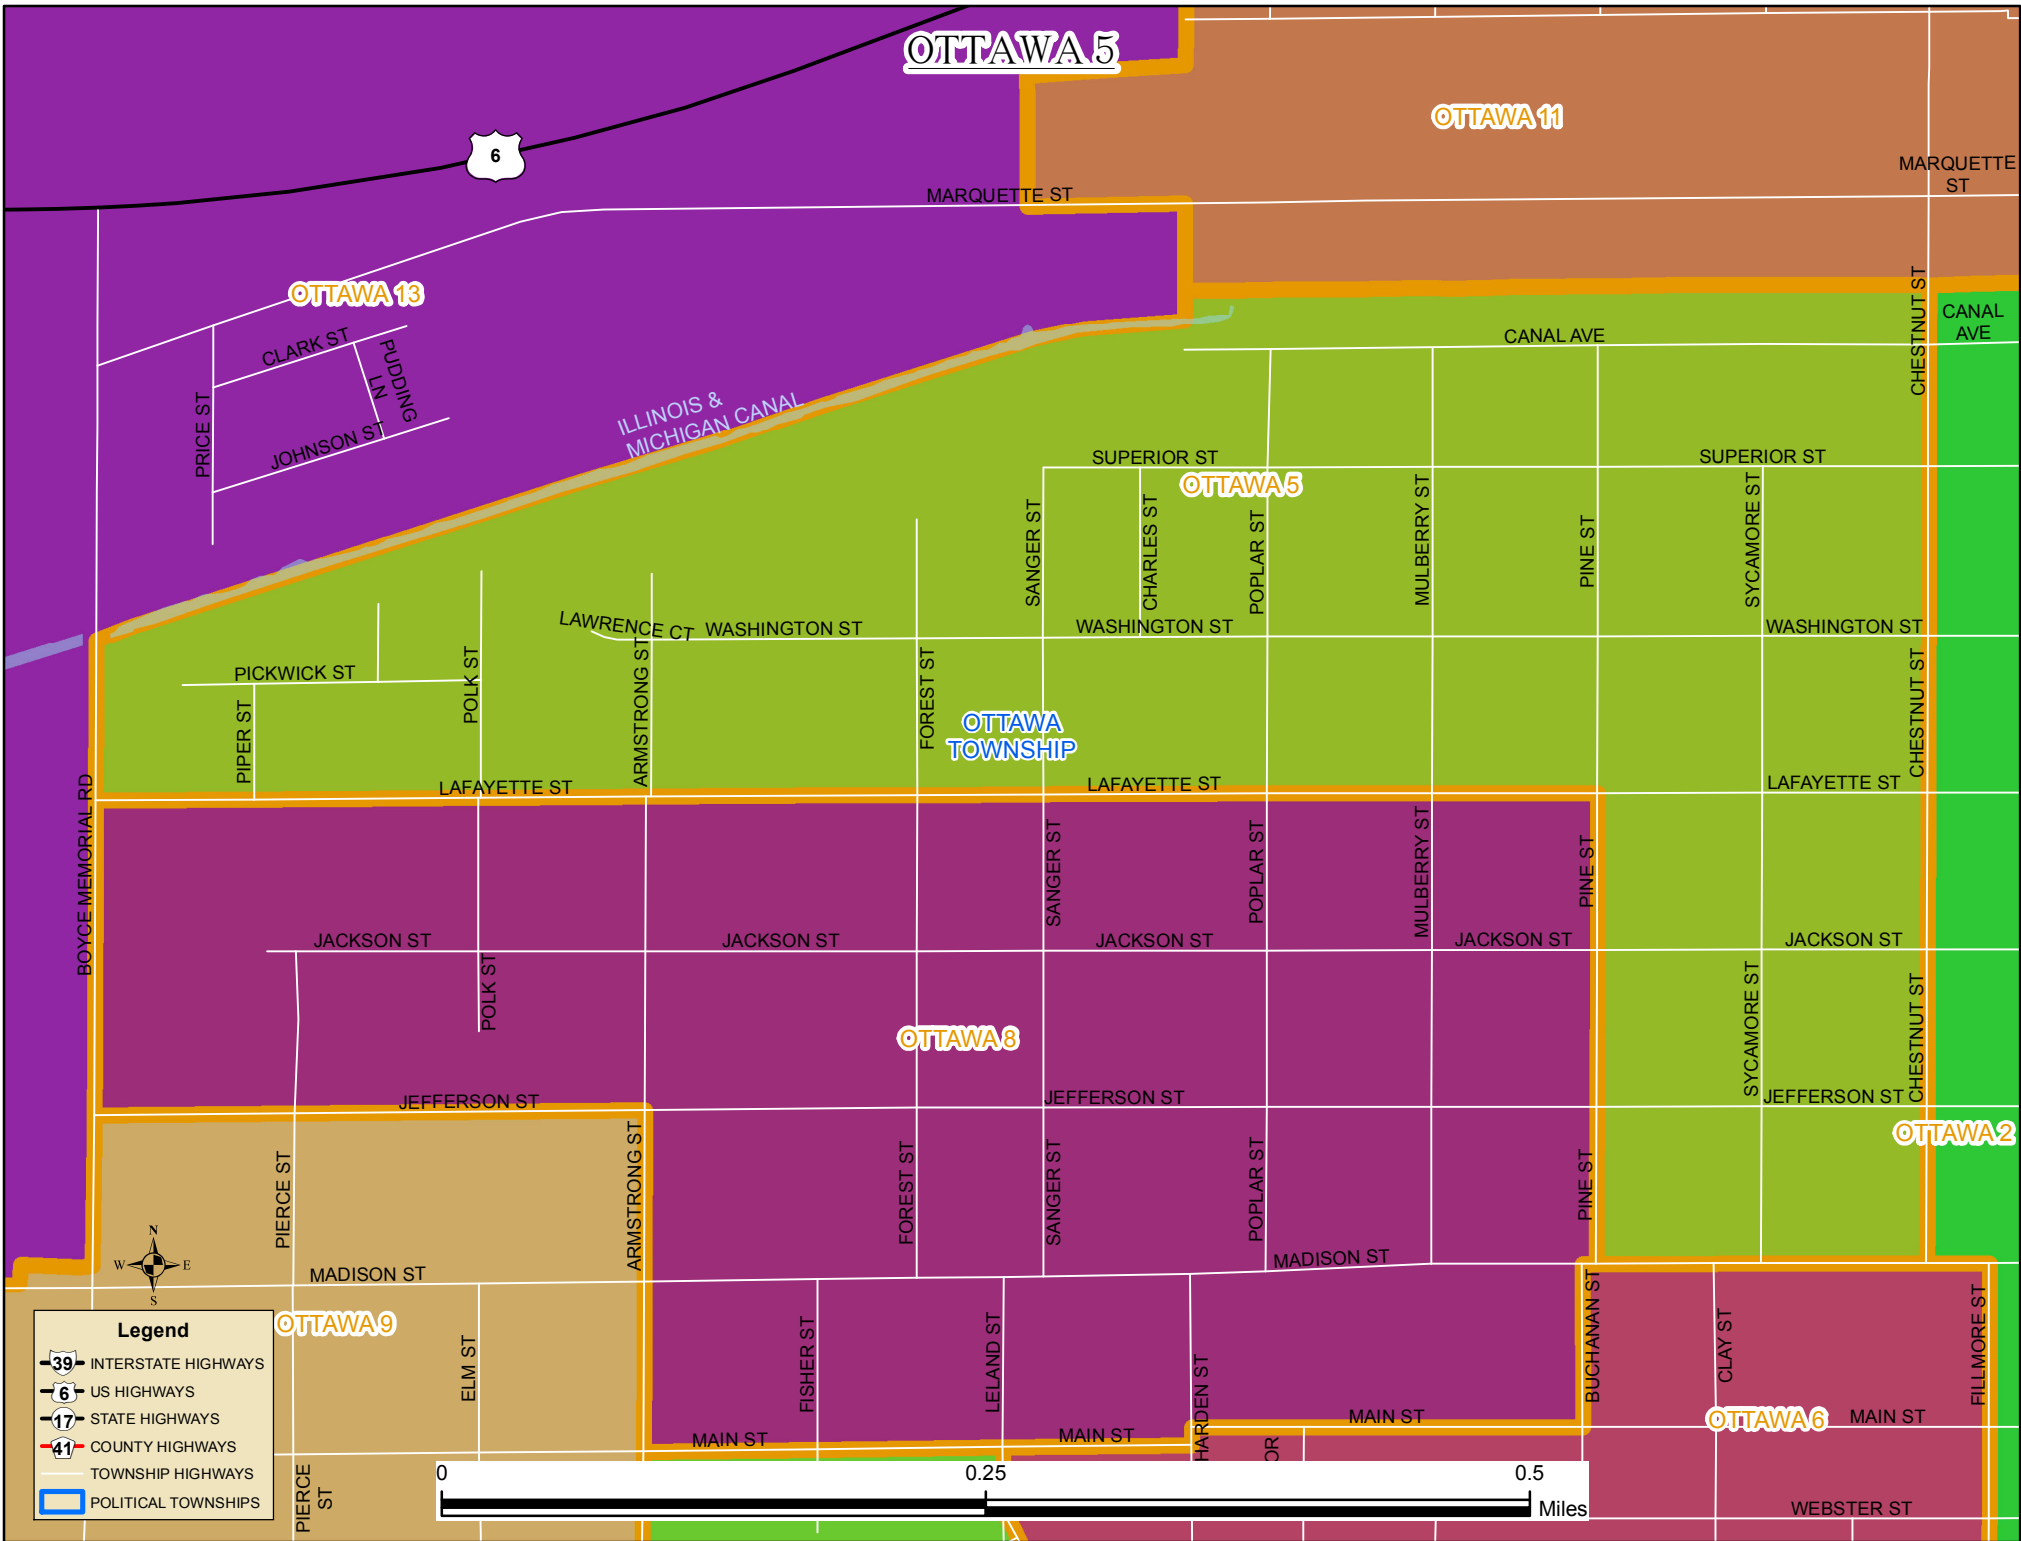 OTTAWA 5
OTTAWA 11
6
MARQUETTE
ST
MARQUETTE ST
OTTAWA 13
CHESTNUT ST
CANAL
AVE
CANAL AVE
CLARK ST
PUDDING
LN
PRICE ST
JOHNSON ST
ILLINOIS &
MICHIGAN CANAL
SUPERIOR ST
SUPERIOR ST
OTTAWA 5
SANGER ST
CHARLES ST
POPLAR ST
MULBERRY ST
PINE ST
SYCAMORE ST
LAWRENCE CT
WASHINGTON ST
WASHINGTON ST
WASHINGTON ST
PICKWICK ST
PIPER ST
POLK ST
ARMSTRONG ST
FOREST ST
OTTAWA
TOWNSHIP
CHESTNUT ST
LAFAYETTE ST
LAFAYETTE ST
LAFAYETTE ST
BOYCE MEMORIAL RD
SANGER ST
POPLAR ST
MULBERRY ST
PINE ST
JACKSON ST
JACKSON ST
JACKSON ST
JACKSON ST
JACKSON ST
POLK ST
SYCAMORE ST
CHESTNUT ST
OTTAWA 8
JEFFERSON ST
JEFFERSON ST
JEFFERSON ST
OTTAWA 2
PIERCE ST
ARMSTRONG ST
FOREST ST
SANGER ST
POPLAR ST
PINE ST
N
W
E
S
MADISON ST
MADISON ST
OTTAWA 9
ELM ST
FISHER ST
LELAND ST
HARDEN ST
BUCHANAN ST
CLAY ST
FILLMORE ST
MAIN ST
MAIN ST
MAIN ST
OTTAWA 6
MAIN ST
OR
PIERCE
ST
WEBSTER ST
Legend
39 INTERSTATE HIGHWAYS
6 US HIGHWAYS
17 STATE HIGHWAYS
41 COUNTY HIGHWAYS
TOWNSHIP HIGHWAYS
POLITICAL TOWNSHIPS
0
0.25
0.5
Miles